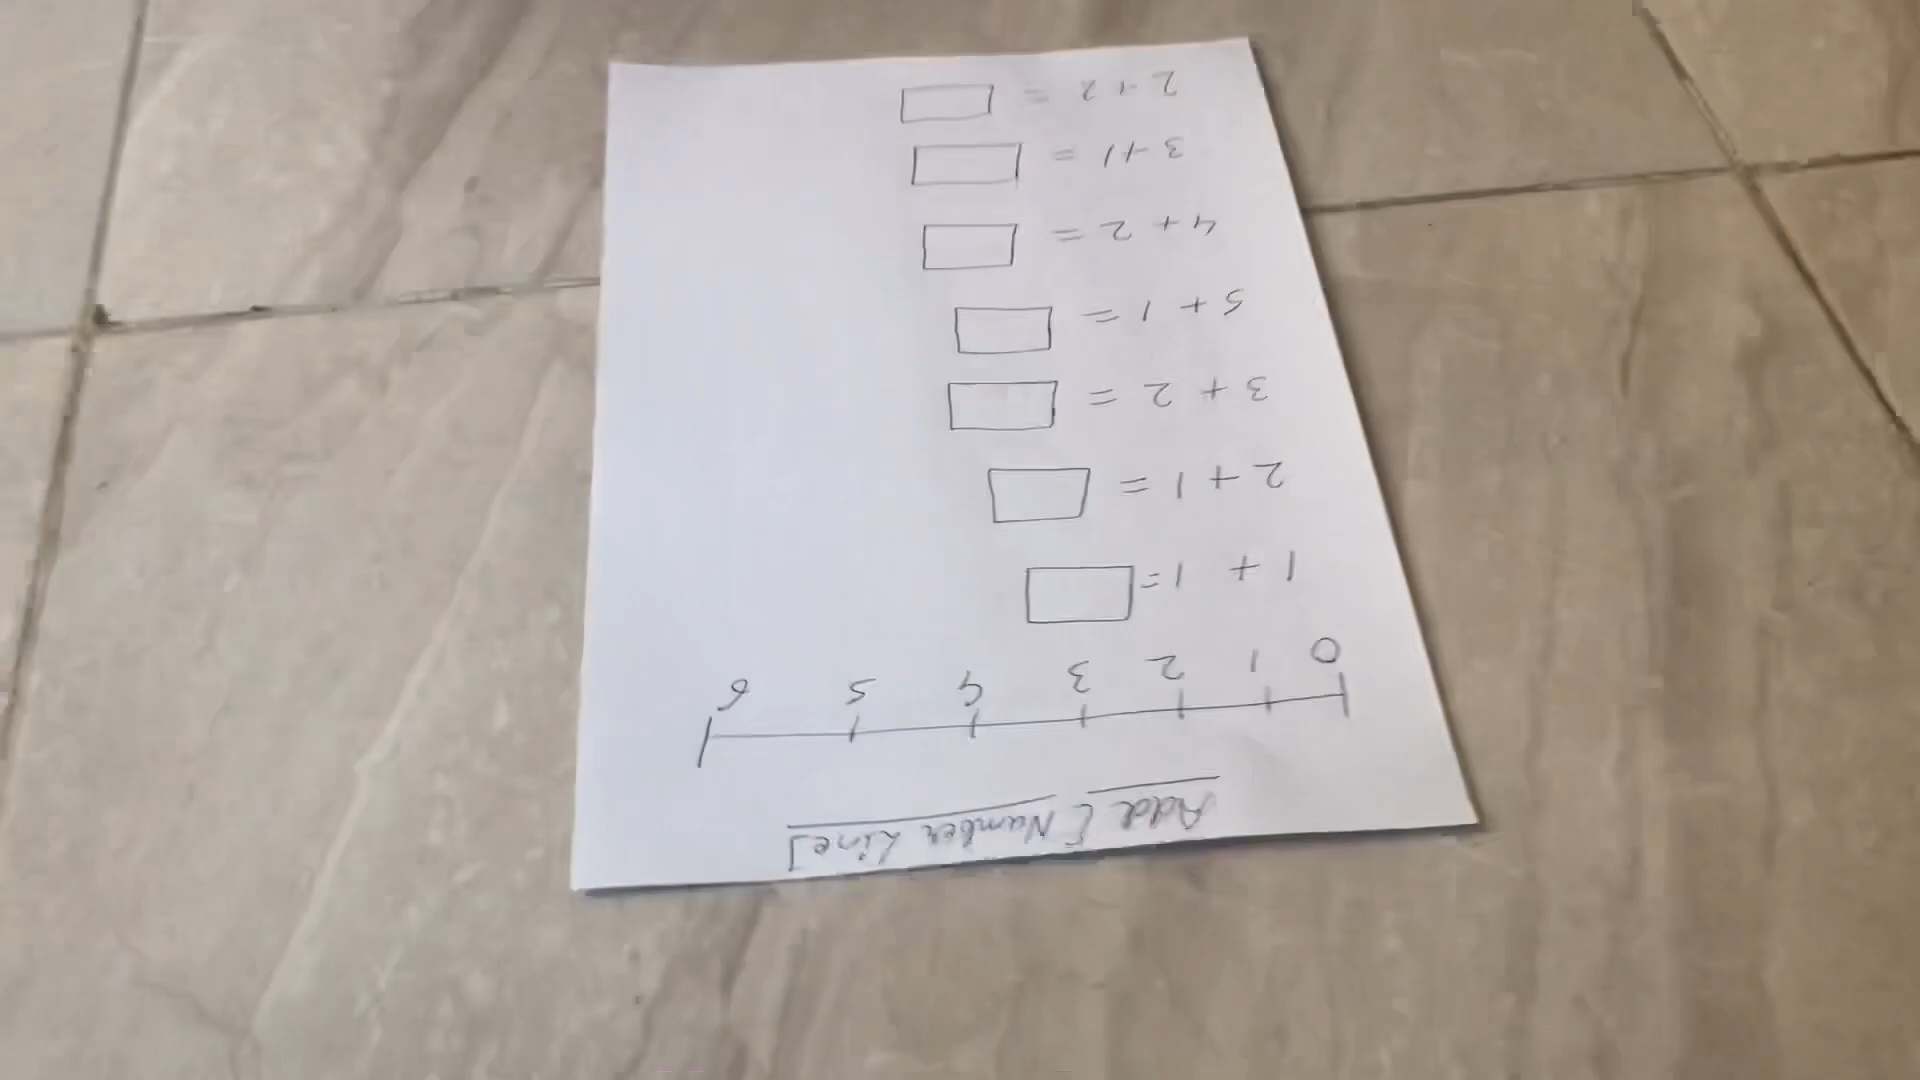 Add [Number Line]
0 1 2 3 4 5 6
1 + 1 =
2 + 1 =
3 + 2 =
5 + 1 =
4 + 2 =
3 + 1 =
2 + 2 =